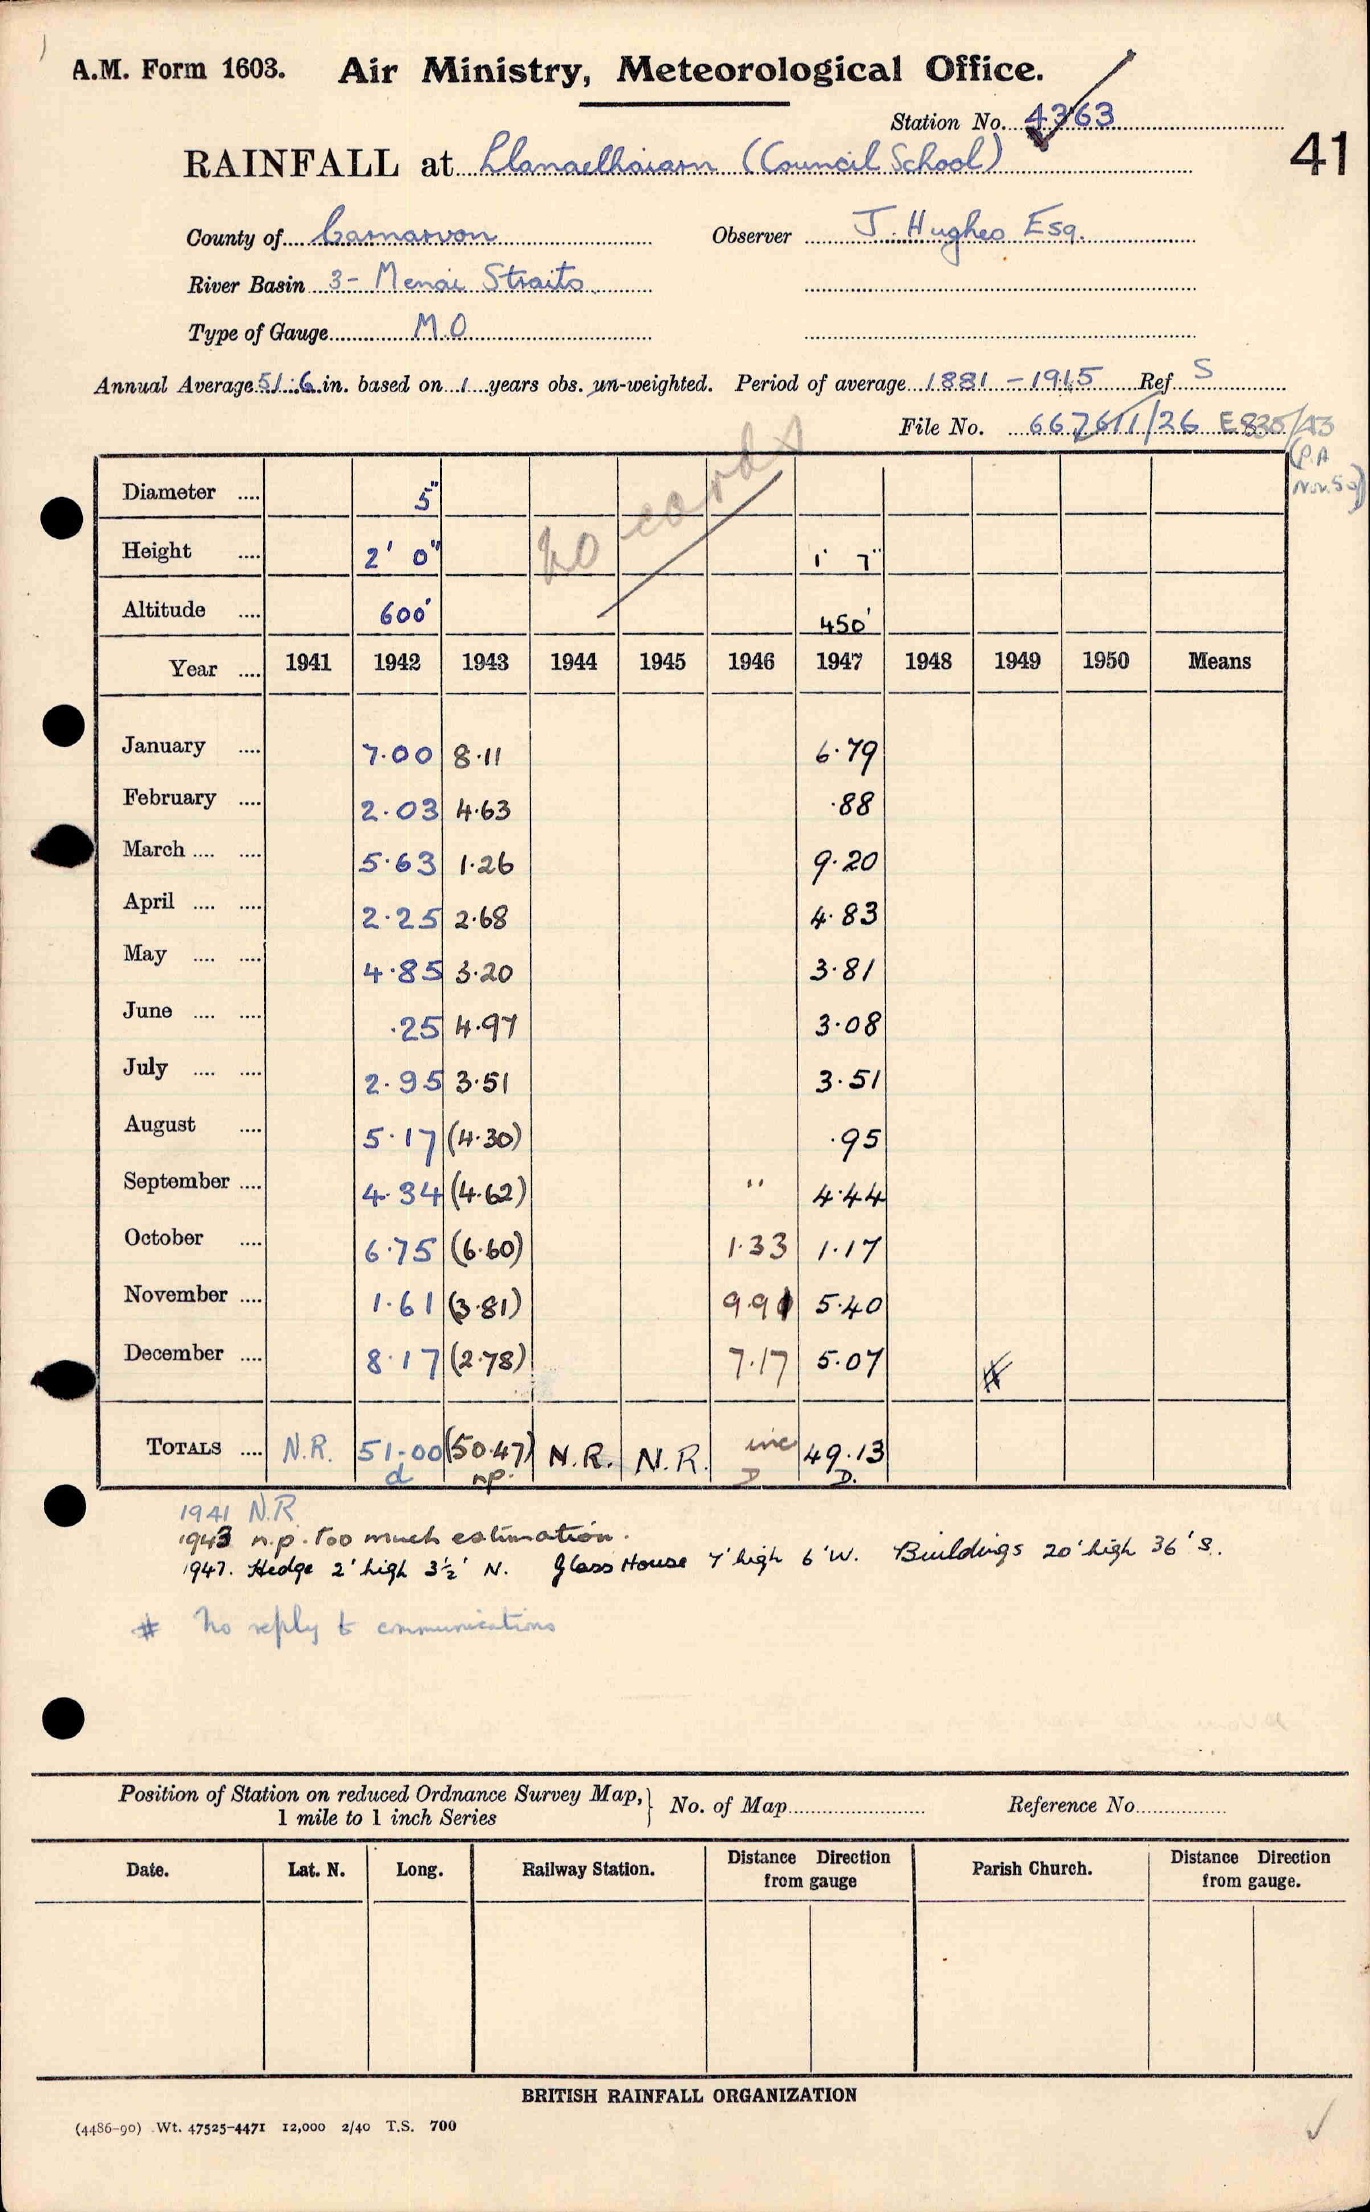 A.M. Form 1603. Air Ministry, Meteorological Office.
Station No. 4363
41
RAINFALL at Llanaelhaiarn (Council School)
County of Carnarvon Observer J. Hughes Esq.
River Basin 3- Menai Straits
Type of Gauge M.O
Annual Average 51.6 in. based on 1 years obs. un-weighted. Period of average 1881 - 1915 Ref S
File No. 667611/26 E835/43
(P.A
Nov. 50)
no cards
Diameter .... 5"
Height .... 2' 0" 1' 7"
Altitude .... 600' 450'
Year .... 1941 1942 1943 1944 1945 1946 1947 1948 1949 1950 Means
January .... 7.00 8.11 6.79
February .... 2.03 4.63 .88
March .... .... 5.63 1.26 9.20
April .... .... 2.25 2.68 4.83
May .... .... 4.85 3.20 3.81
June .... .... .25 4.97 3.08
July .... .... 2.95 3.51 3.51
August .... 5.17 (4.30) .95
September .... 4.34 (4.62) " 4.44
October .... 6.75 (6.60) 1.33 1.17
November .... 1.61 (3.81) 9.91 5.40
December .... 8.17 (2.78) 7.17 5.07 #
TOTALS .... N.R. 51.00 (50.47) N.R. N.R. inc 49.13
d n.p. D D.
1941 N.R.
1943 n.p. too much estimation.
1947. Hedge 2' high 3½' N. Glass House 7' high 6' W. Buildings 20' high 36' S.
# No reply to communications
Position of Station on reduced Ordnance Survey Map,} No. of Map Reference No.
1 mile to 1 inch Series
Date. Lat. N. Long. Railway Station. Distance Direction from gauge Parish Church. Distance Direction from gauge.
BRITISH RAINFALL ORGANIZATION
(4486-90) Wt. 47525-4471 12,000 2/40 T.S. 700